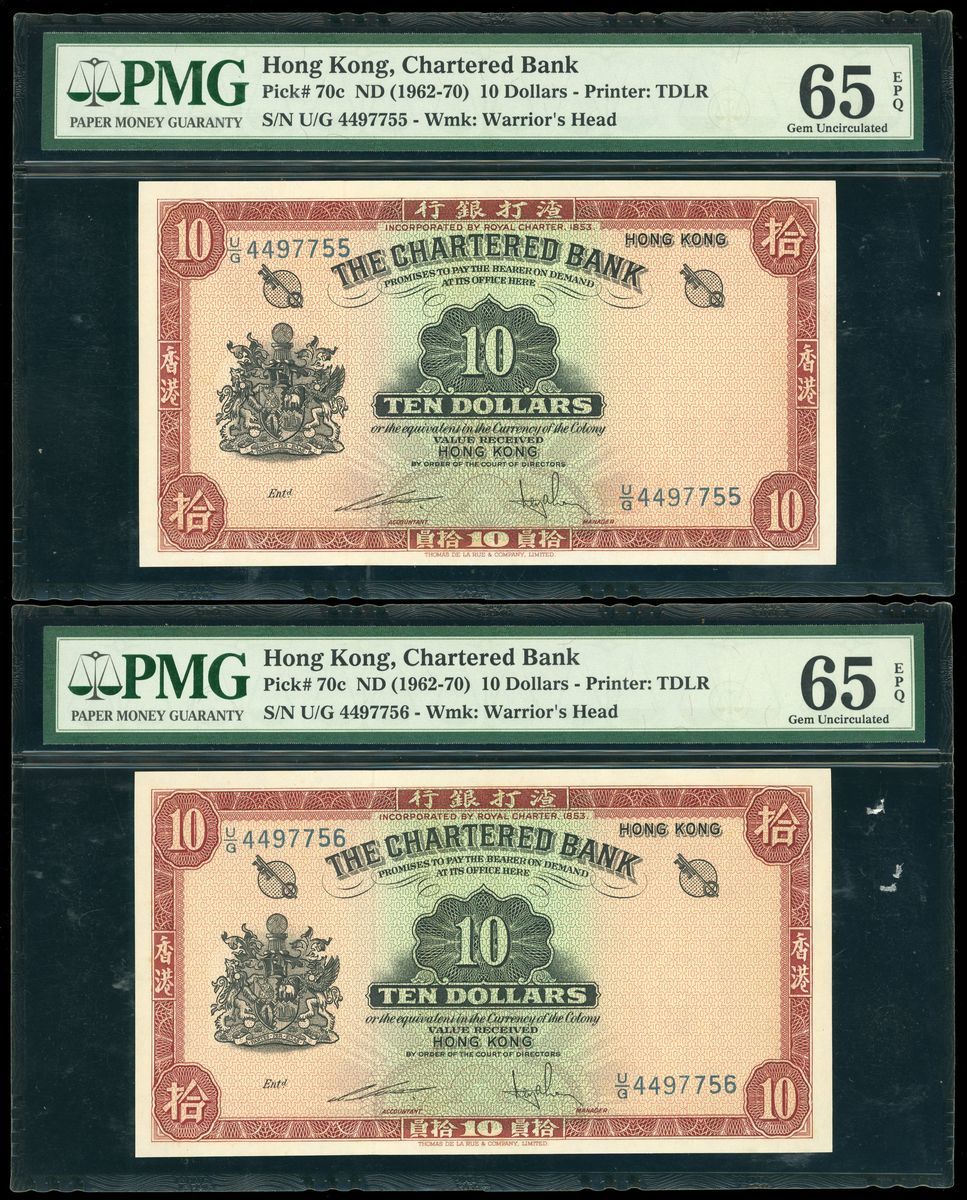 PMG
PAPER MONEY GUARANTY
Hong Kong, Chartered Bank
Pick# 70c ND (1962-70) 10 Dollars - Printer: TDLR
S/N U/G 4497755 - Wmk: Warrior's Head
65 EPQ
Gem Uncirculated
行銀打渣
INCORPORATED BY ROYAL CHARTER, 1853.
10 U/G 4497755 HONG KONG 拾
THE CHARTERED BANK
PROMISES TO PAY THE BEARER ON DEMAND
AT ITS OFFICE HERE
10
香港 香港
TEN DOLLARS
or the equivalent in the Currency of the Colony
VALUE RECEIVED
HONG KONG
BY ORDER OF THE COURT OF DIRECTORS
Entd U/G 4497755
拾 10
ACCOUNTANT. MANAGER
員拾 10 員拾
THOMAS DE LA RUE & COMPANY, LIMITED.
PMG
PAPER MONEY GUARANTY
Hong Kong, Chartered Bank
Pick# 70c ND (1962-70) 10 Dollars - Printer: TDLR
S/N U/G 4497756 - Wmk: Warrior's Head
65 EPQ
Gem Uncirculated
行銀打渣
INCORPORATED BY ROYAL CHARTER, 1853.
10 U/G 4497756 HONG KONG 拾
THE CHARTERED BANK
PROMISES TO PAY THE BEARER ON DEMAND
AT ITS OFFICE HERE
10
香港 香港
TEN DOLLARS
or the equivalent in the Currency of the Colony
VALUE RECEIVED
HONG KONG
BY ORDER OF THE COURT OF DIRECTORS
Entd U/G 4497756
拾 10
ACCOUNTANT. MANAGER
員拾 10 員拾
THOMAS DE LA RUE & COMPANY, LIMITED.